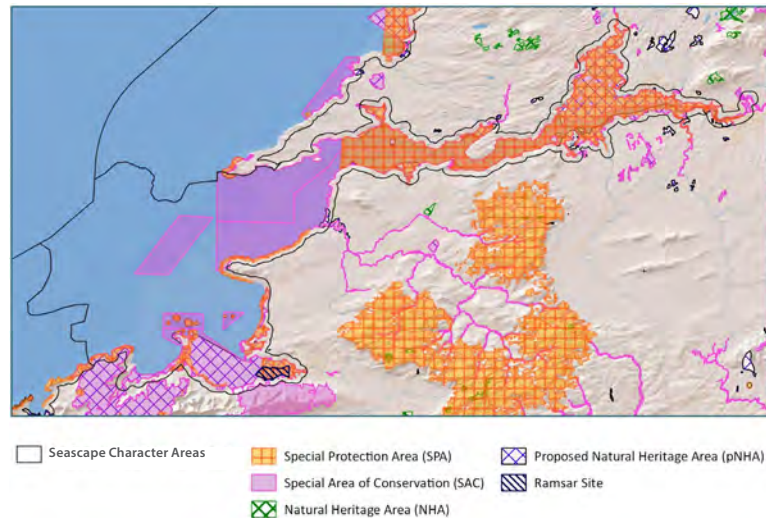 Seascape Character Areas
Special Protection Area (SPA)
Special Area of Conservation (SAC)
Natural Heritage Area (NHA)
Proposed Natural Heritage Area (pNHA)
Ramsar Site